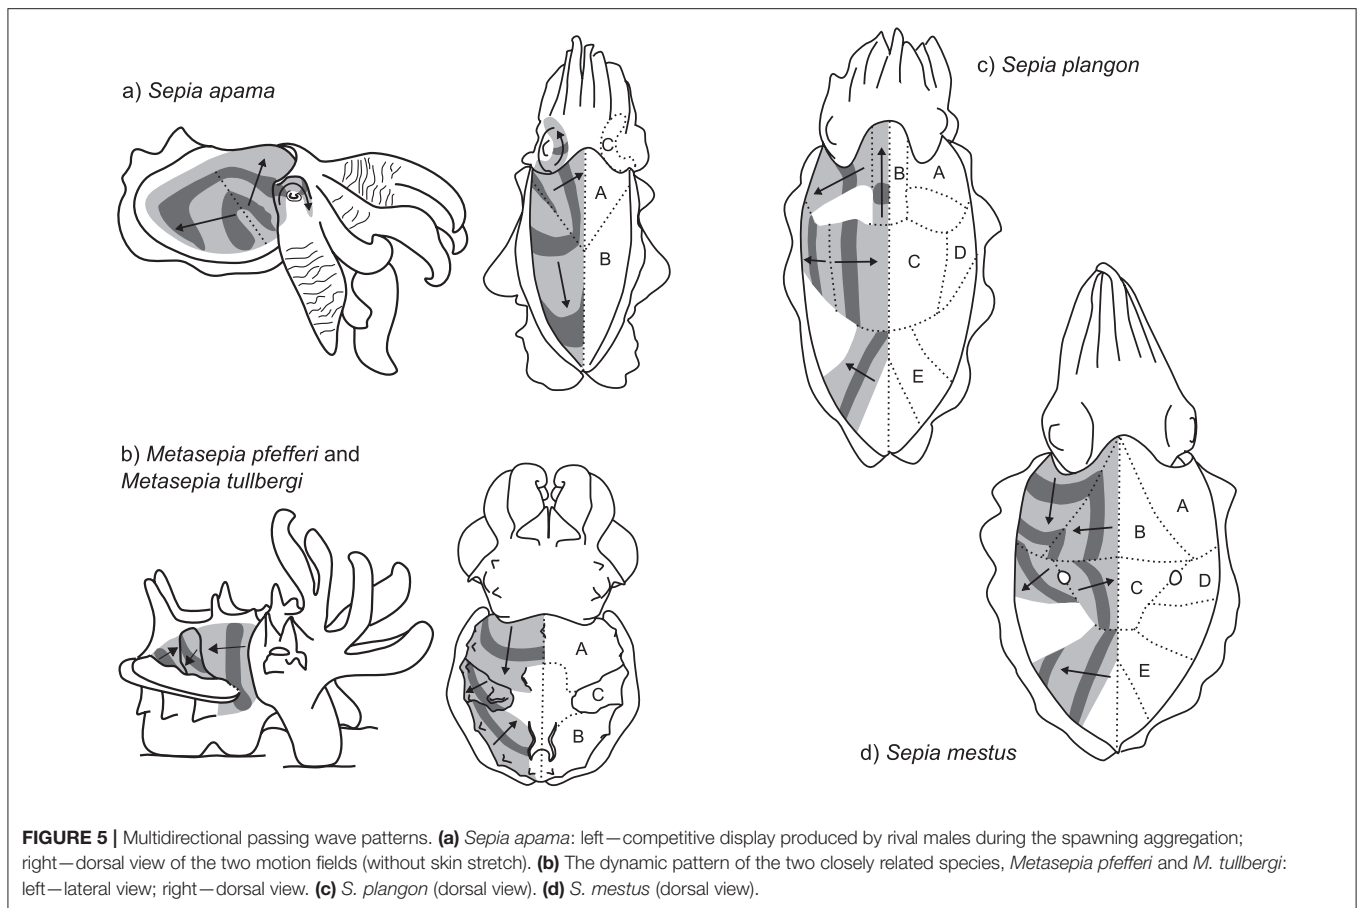 a) Sepia apama
C
A
B
c) Sepia plangon
B
A
C
D
E
b) Metasepia pfefferi and
Metasepia tullbergi
A
C
B
A
B
C
D
E
d) Sepia mestus
FIGURE 5 | Multidirectional passing wave patterns. (a) Sepia apama: left—competitive display produced by rival males during the spawning aggregation;
right—dorsal view of the two motion fields (without skin stretch). (b) The dynamic pattern of the two closely related species, Metasepia pfefferi and M. tullbergi:
left—lateral view; right—dorsal view. (c) S. plangon (dorsal view). (d) S. mestus (dorsal view).